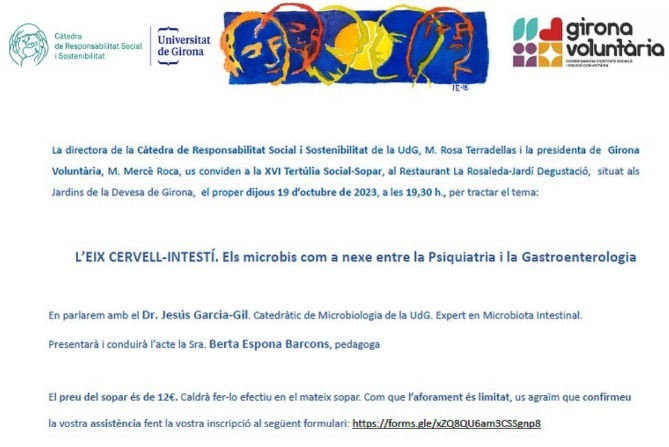 Càtedra
de Responsabilitat Social
i Sostenibilitat
Universitat
de Girona
IE-18
girona
voluntària
La directora de la Càtedra de Responsabilitat Social i Sostenibilitat de la UdG, M. Rosa Terradellas i la presidenta de Girona
Voluntària, M. Mercè Roca, us conviden a la XVI Tertúlia Social-Sopar, al Restaurant La Rosaleda-Jardí Degustació, situat als
Jardins de la Devesa de Girona, el proper dijous 19 d'octubre de 2023, a les 19,30 h., per tractar el tema:
L'EIX CERVELL-INTESTÍ. Els microbis com a nexe entre la Psiquiatria i la Gastroenterologia
En parlarem amb el Dr. Jesús Garcia-Gil. Catedràtic de Microbiologia de la UdG. Expert en Microbiota Intestinal.
Presentarà i conduirà l'acte la Sra. Berta Espona Barcons, pedagoga
El preu del sopar és de 12€. Caldrà fer-lo efectiu en el mateix sopar. Com que l'aforament és limitat, us agraïm que confirmeu
la vostra assistència fent la vostra inscripció al següent formulari: https://forms.gle/xZQ8QU6am3CSSgnp8